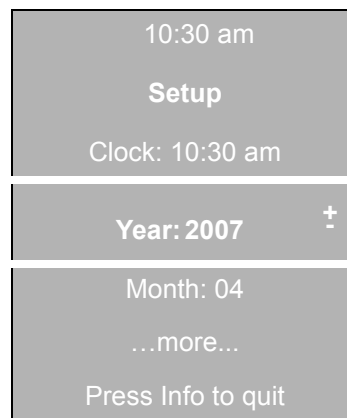 10:30 am
Setup
Clock: 10:30 am
Year: 2007 +
-
Month: 04
…more...
Press Info to quit